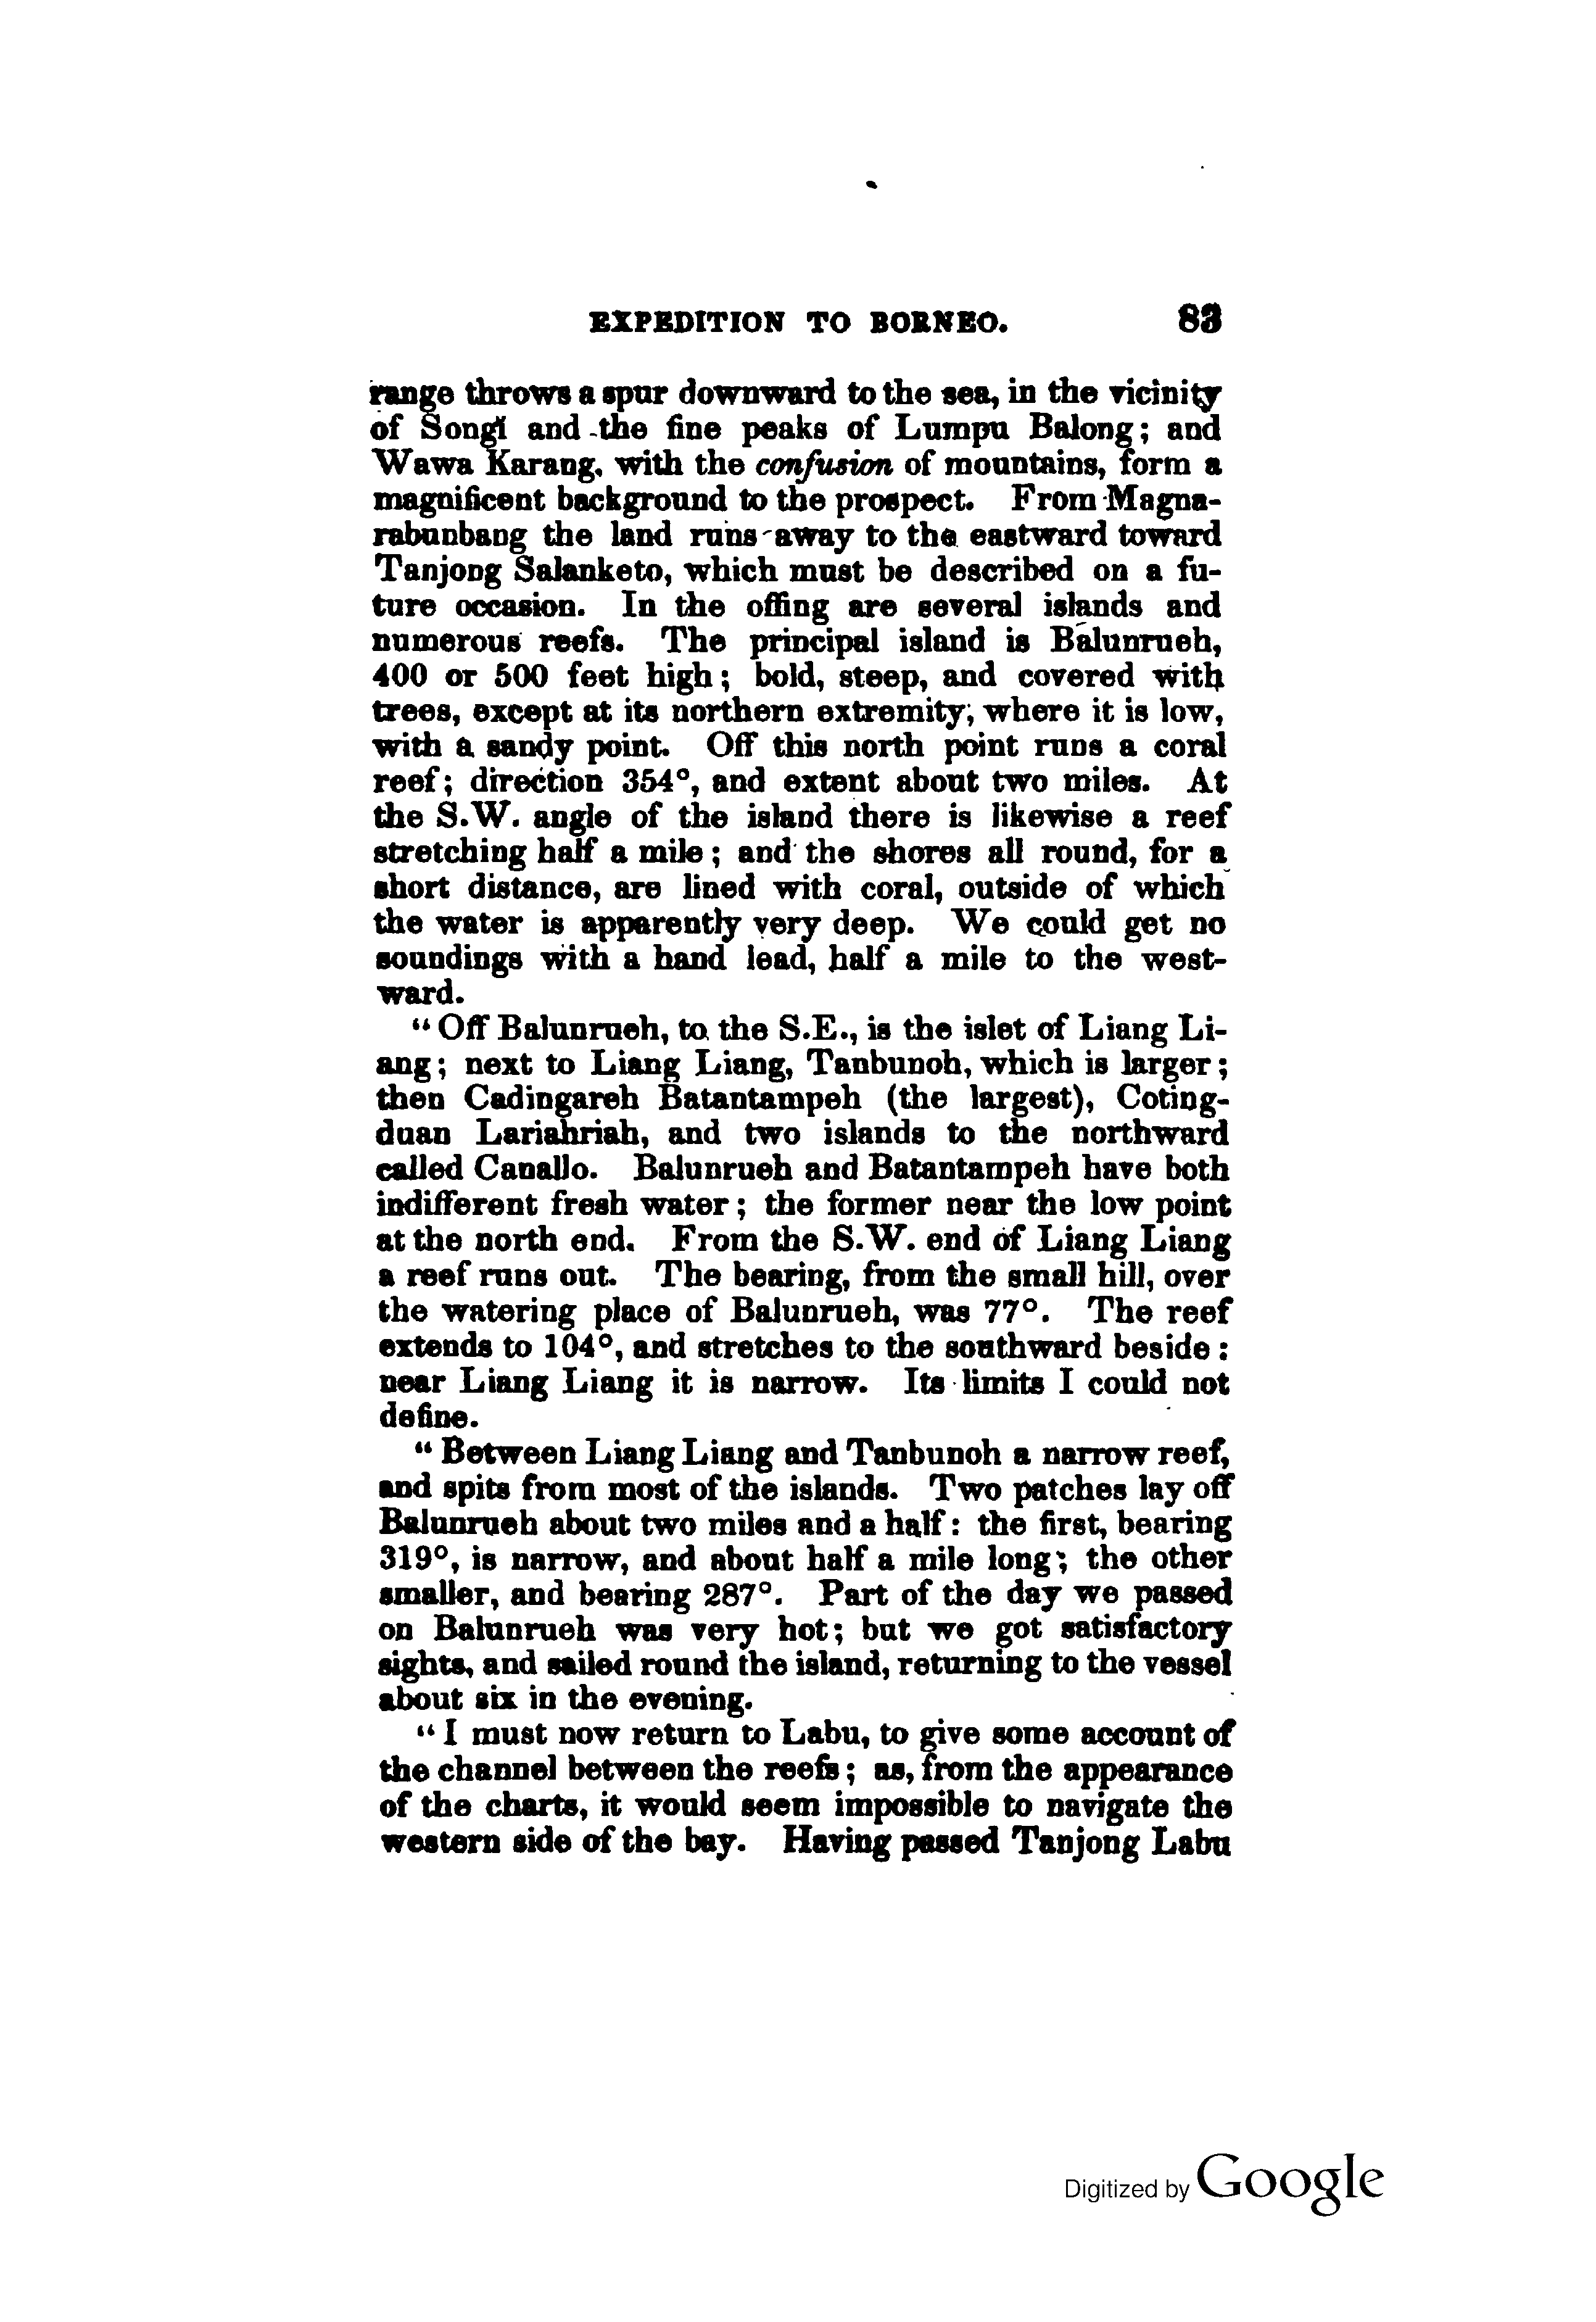 EXPEDITION TO BORNEO. 83
range throws a spur downward to the sea, in the vicinity
of Songi and the fine peaks of Lumpu Balong; and
Wawa Karang, with the confusion of mountains, form a
magnificent background to the prospect. From Magna-
rabunbang the land runs away to the eastward toward
Tanjong Salanketo, which must be described on a fu-
ture occasion. In the offing are several islands and
numerous reefs. The principal island is Balunrueh,
400 or 500 feet high; bold, steep, and covered with
trees, except at its northern extremity, where it is low,
with a sandy point. Off this north point runs a coral
reef; direction 354°, and extent about two miles. At
the S.W. angle of the island there is likewise a reef
stretching half a mile; and the shores all round, for a
short distance, are lined with coral, outside of which
the water is apparently very deep. We could get no
soundings with a hand lead, half a mile to the west-
ward.
“Off Balunrueh, to the S.E., is the islet of Liang Li-
ang; next to Liang Liang, Tanbunoh, which is larger;
then Cadingareh Batantampeh (the largest), Coting-
duan Lariahriah, and two islands to the northward
called Canallo. Balunrueh and Batantampeh have both
indifferent fresh water; the former near the low point
at the north end. From the S.W. end of Liang Liang
a reef runs out. The bearing, from the small hill, over
the watering place of Balunrueh, was 77°. The reef
extends to 104°, and stretches to the southward beside:
near Liang Liang it is narrow. Its limits I could not
define.
“Between Liang Liang and Tanbunoh a narrow reef,
and spits from most of the islands. Two patches lay off
Balunrueh about two miles and a half: the first, bearing
319°, is narrow, and about half a mile long; the other
smaller, and bearing 287°. Part of the day we passed
on Balunrueh was very hot; but we got satisfactory
sights, and sailed round the island, returning to the vessel
about six in the evening.
“I must now return to Labu, to give some account of
the channel between the reefs; as, from the appearance
of the charts, it would seem impossible to navigate the
western side of the bay. Having passed Tanjong Labu
Digitized by Google